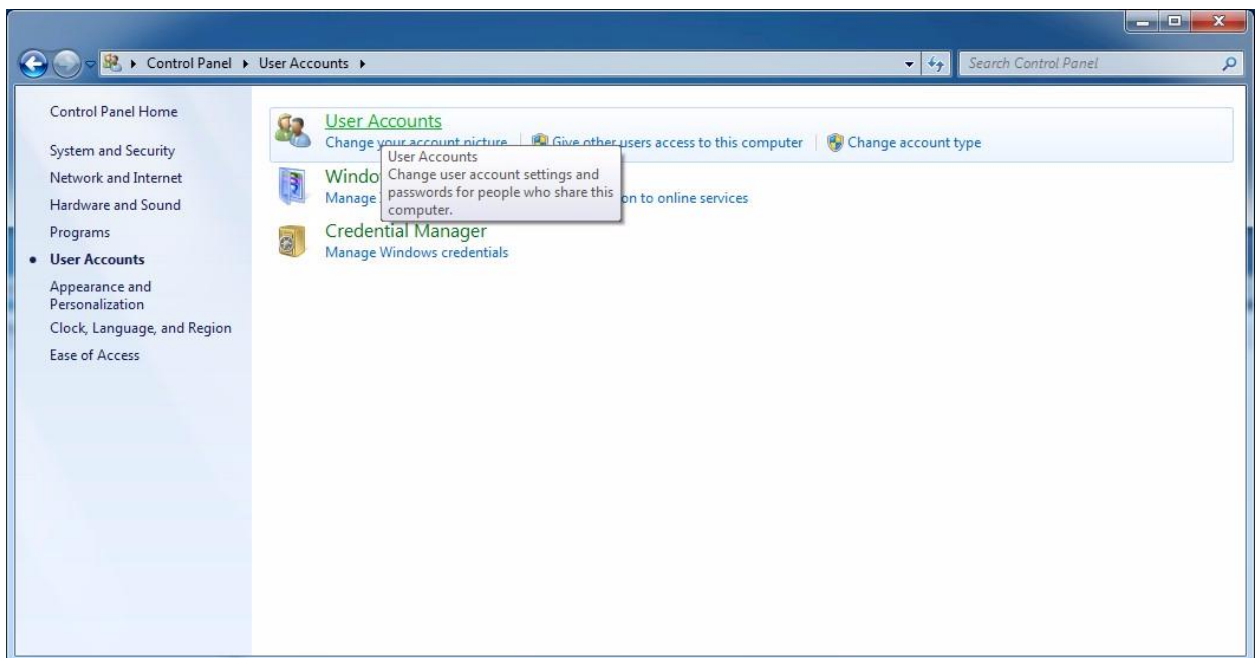 Control Panel ▸ User Accounts ▸
Search Control Panel
Control Panel Home
System and Security
Network and Internet
Hardware and Sound
Programs
• User Accounts
Appearance and
Personalization
Clock, Language, and Region
Ease of Access
User Accounts
Change your account picture Give other users access to this computer Change account type
User Accounts
Change user account settings and
passwords for people who share this
computer.
Manage on to online services
Credential Manager
Manage Windows credentials